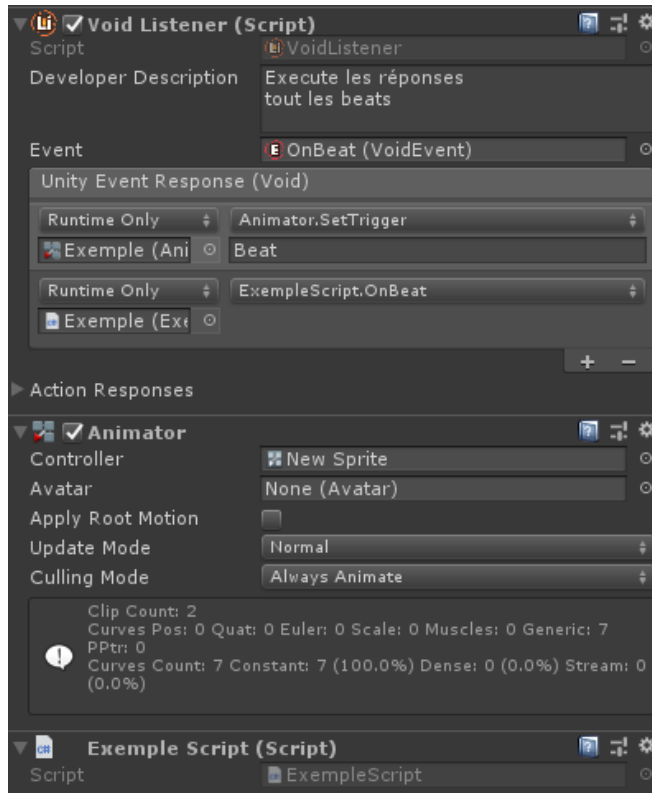 Void Listener (Script)
Script VoidListener
Developer Description Execute les réponses
tout les beats
Event OnBeat (VoidEvent)
Unity Event Response (Void)
Runtime Only Animator.SetTrigger
Exemple (Ani Beat
Runtime Only ExempleScript.OnBeat
Exemple (Exe
Action Responses
Animator
Controller New Sprite
Avatar None (Avatar)
Apply Root Motion
Update Mode Normal
Culling Mode Always Animate
Clip Count: 2
Curves Pos: 0 Quat: 0 Euler: 0 Scale: 0 Muscles: 0 Generic: 7
PPtr: 0
Curves Count: 7 Constant: 7 (100.0%) Dense: 0 (0.0%) Stream: 0
(0.0%)
Exemple Script (Script)
Script ExempleScript